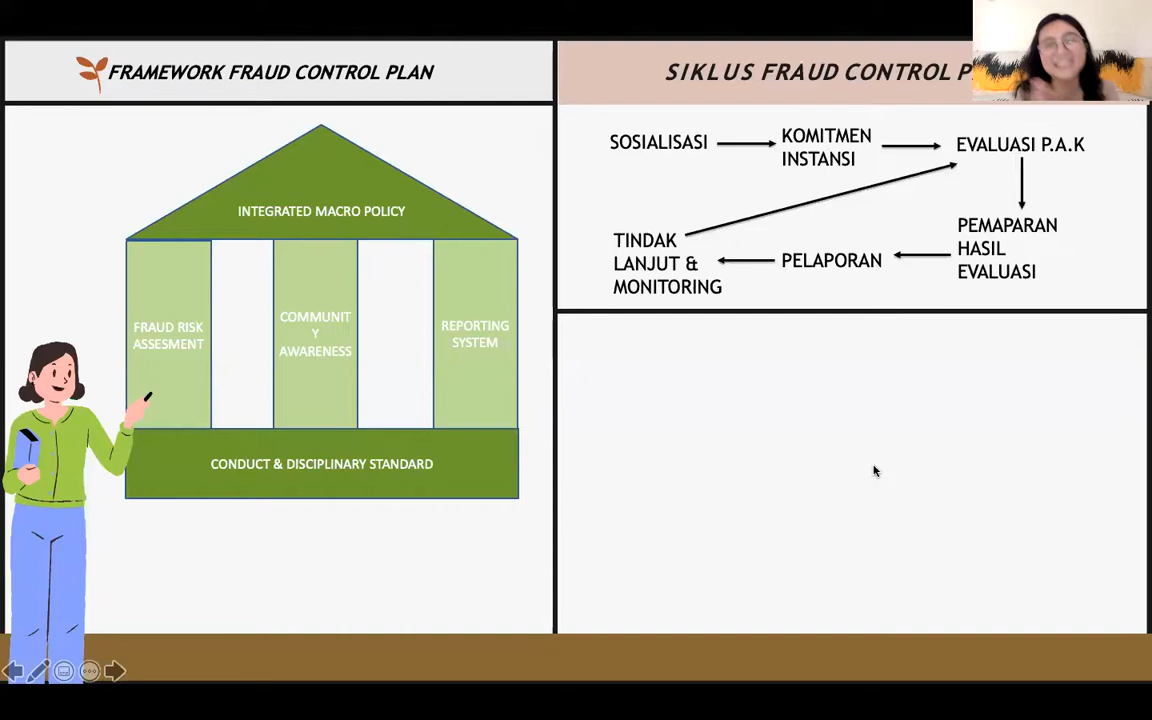 FRAMEWORK FRAUD CONTROL PLAN
INTEGRATED MACRO POLICY
FRAUD RISK
ASSESMENT
COMMUNIT
Y
AWARENESS
REPORTING
SYSTEM
CONDUCT & DISCIPLINARY STANDARD
SIKLUS FRAUD CONTROL P
SOSIALISASI
KOMITMEN
INSTANSI
EVALUASI P.A.K
PEMAPARAN
HASIL
EVALUASI
PELAPORAN
TINDAK
LANJUT &
MONITORING